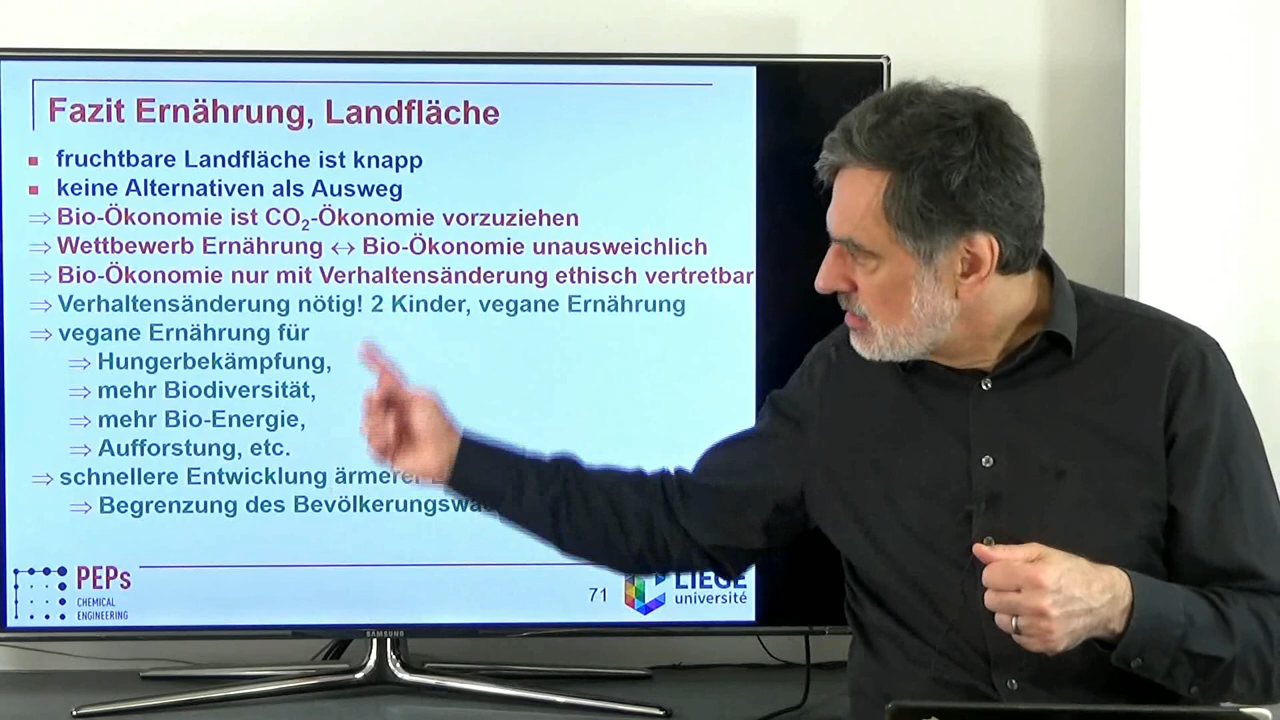 Fazit Ernährung, Landfläche
fruchtbare Landfläche ist knapp
keine Alternativen als Ausweg
⇒ Bio-Ökonomie ist CO₂-Ökonomie vorzuziehen
⇒ Wettbewerb Ernährung ↔ Bio-Ökonomie unausweichlich
⇒ Bio-Ökonomie nur mit Verhaltensänderung ethisch vertretbar
⇒ Verhaltensänderung nötig! 2 Kinder, vegane Ernährung
⇒ vegane Ernährung für
⇒ Hungerbekämpfung,
⇒ mehr Biodiversität,
⇒ mehr Bio-Energie,
⇒ Aufforstung, etc.
⇒ schnellere Entwicklung
⇒ Begrenzung des
PEPs
CHEMICAL
ENGINEERING
71
LIÈGE
université
SAMSUNG